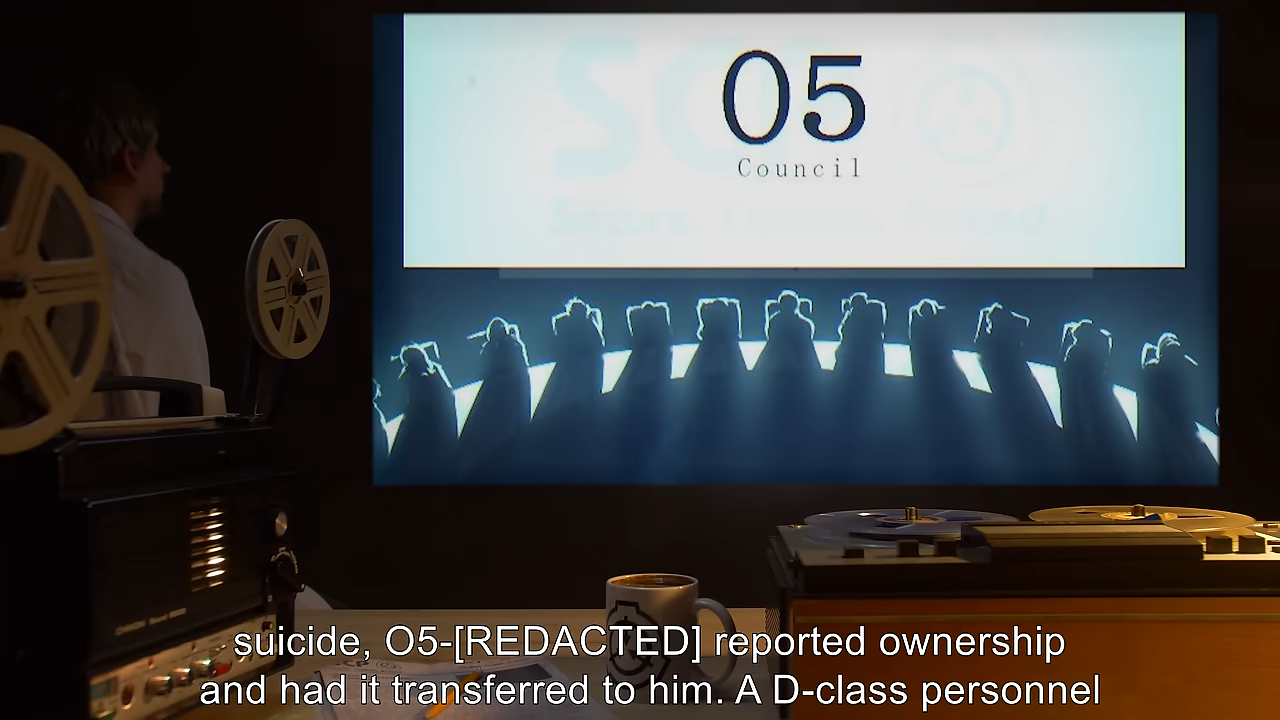 05
Council
suicide, O5-[REDACTED] reported ownership
and had it transferred to him. A D-class personnel